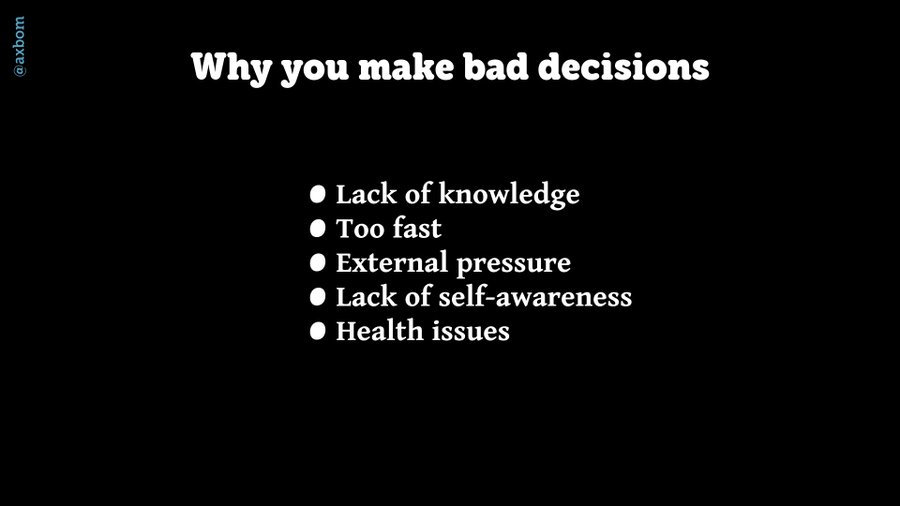 @axbom
Why you make bad decisions
● Lack of knowledge
● Too fast
● External pressure
● Lack of self-awareness
● Health issues